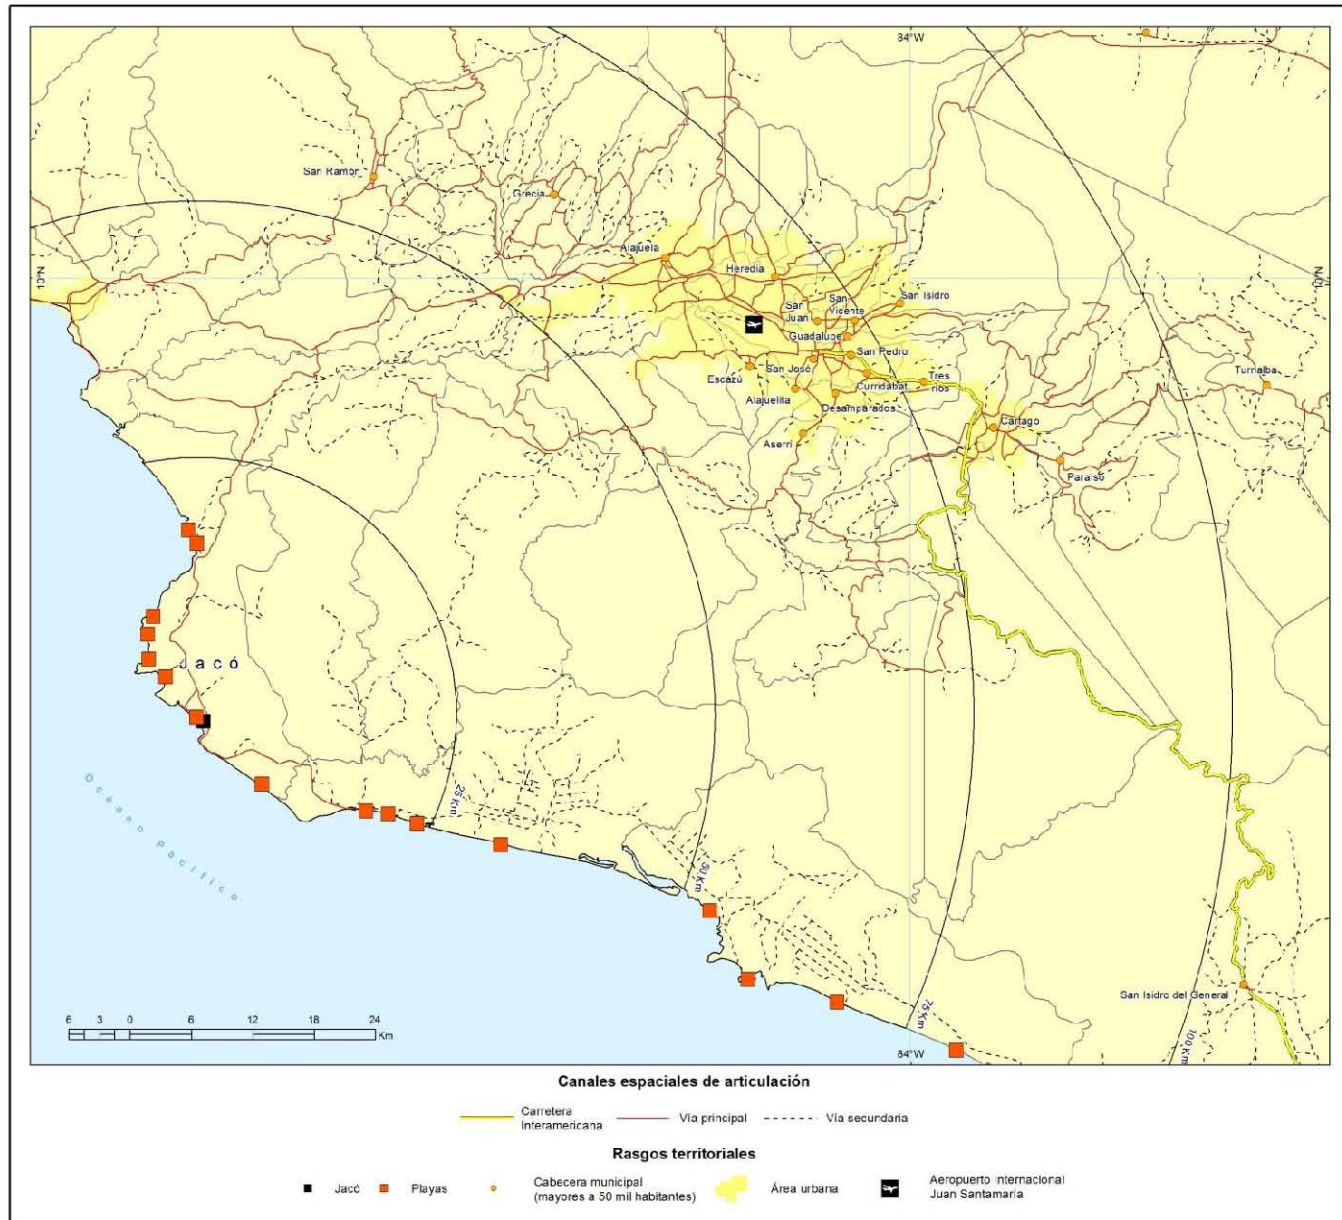 84°W
San Ramón
Grecia
Alajuela
Heredia
10°N
10°N
San
Juan
San
Vicente
San Isidro
Guadalupe
San Pedro
San José
Escazú
Curridabat
Tres
ríos
Turrialba
Alajuelita
Desamparados
Cartago
Aserrí
Paraíso
Jacó
Océano Pacífico
25 Km
50 Km
75 Km
100 Km
San Isidro del General
6 3 0 6 12 18 24
Km
84°W
Canales espaciales de articulación
Carretera
Interamericana
Vía principal
Vía secundaria
Rasgos territoriales
Jacó
Playas
Cabecera municipal
(mayores a 50 mil habitantes)
Área urbana
Aeropuerto Internacional
Juan Santamaría